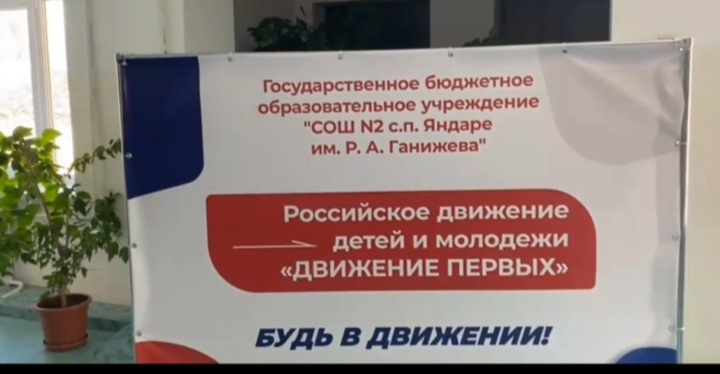 Государственное бюджетное
образовательное учреждение
"СОШ N2 с.п. Яндаре
им. Р. А. Ганижева"
Российское движение
детей и молодежи
«ДВИЖЕНИЕ ПЕРВЫХ»
БУДЬ В ДВИЖЕНИИ!